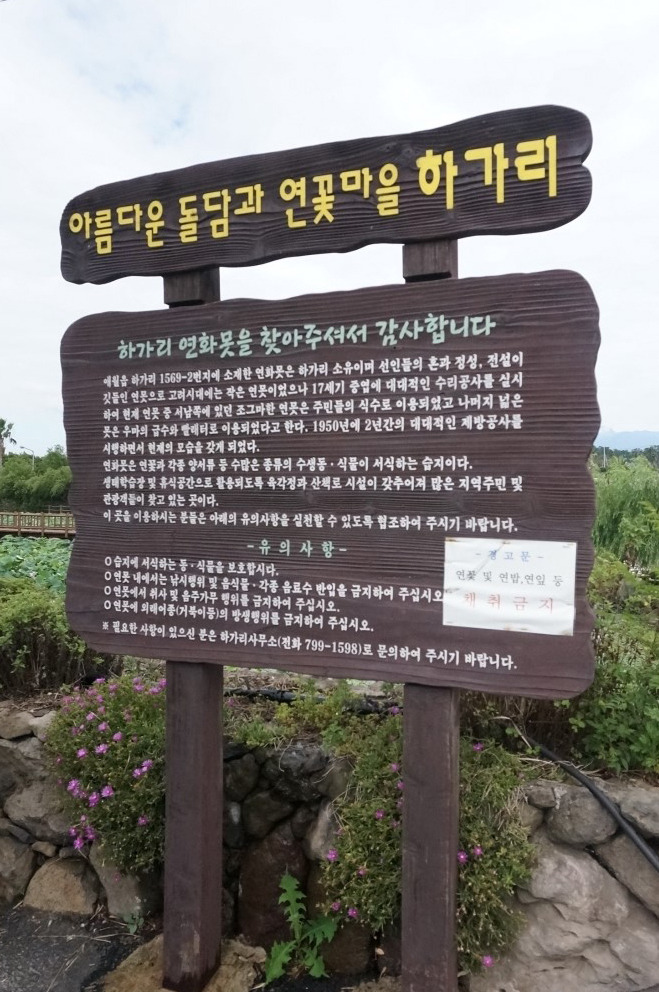 아름다운 돌담과 연꽃마을 하가리
하가리 연화못을 찾아주셔서 감사합니다
애월읍 하가리 1569-2번지에 소재한 연화못은 하가리 소유이며 선인들의 혼과 정성, 전설이
깃들인 연못으로 고려시대에는 작은 연못이었으나 17세기 중엽에 대대적인 수리공사를 실시
하여 현재 연못 중 서남쪽에 있던 조그마한 연못은 주민들의 식수로 이용되었고 나머지 넓은
못은 우마의 급수와 빨래터로 이용되었다고 한다. 1950년에 2년간의 대대적인 제방공사를
시행하면서 현재의 모습을 갖게 되었다.
연화못은 연꽃과 각종 양서류 등 수많은 종류의 수생동·식물이 서식하는 습지이다.
생태학습장 및 휴식공간으로 활용되도록 육각정과 산책로 시설이 갖추어져 많은 지역주민 및
관광객들이 찾고 있는 곳이다.
이 곳을 이용하시는 분들은 아래의 유의사항을 실천할 수 있도록 협조하여 주시기 바랍니다.
-유의사항-
○습지에 서식하는 동·식물을 보호합시다.
○연못 내에서는 낚시행위 및 음식물·각종 음료수 반입을 금지하여 주십시오
○연못에서 취사 및 음주가무 행위를 금지하여 주십시오.
○연못에 외래어종(거북이등)의 방생행위를 금지하여 주십시오.
※ 필요한 사항이 있으신 분은 하가리사무소(전화 799-1598)로 문의하여 주시기 바랍니다.
- 경고문 -
연꽃 및 연밥,연잎 등
채취금지